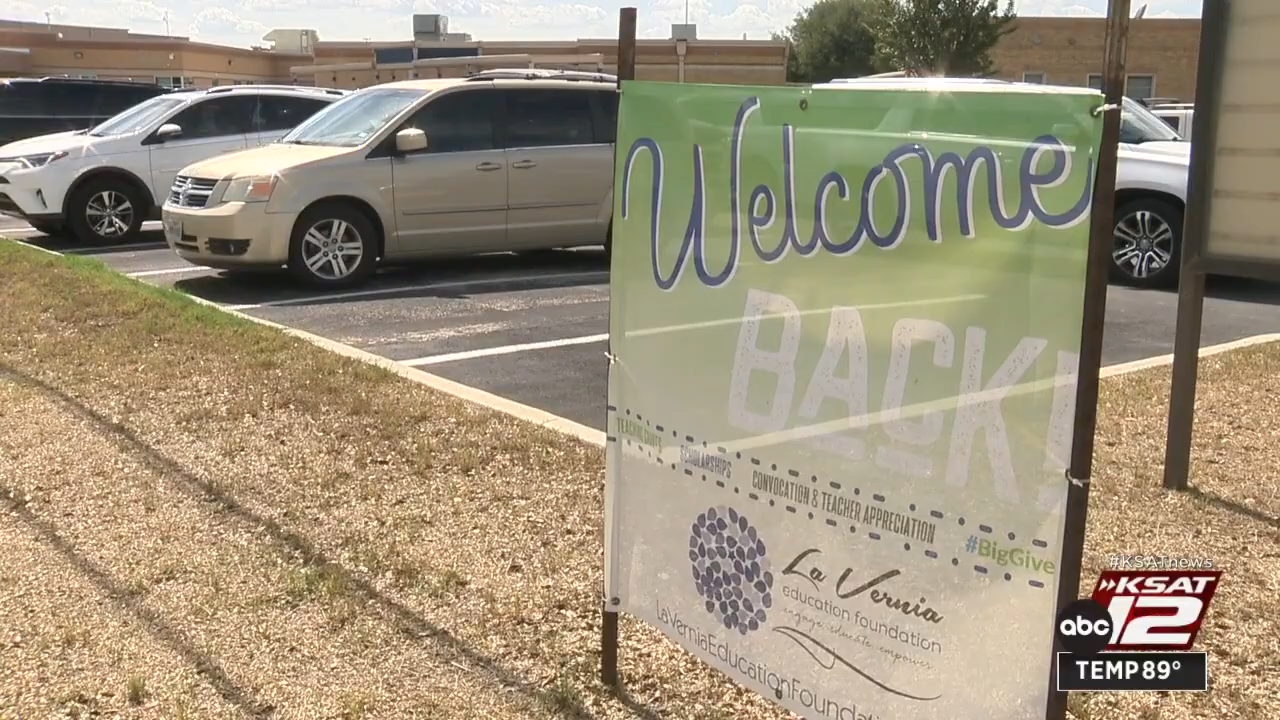 Welcome
BACK!
TEACHER GRANTS SCHOLARSHIPS CONVOCATION & TEACHER APPRECIATION #BigGive
La Vernia
education foundation
engage. educate. empower.
LaVerniaEducationFounda
#KSATnews
KSAT
abc 12
TEMP 89°